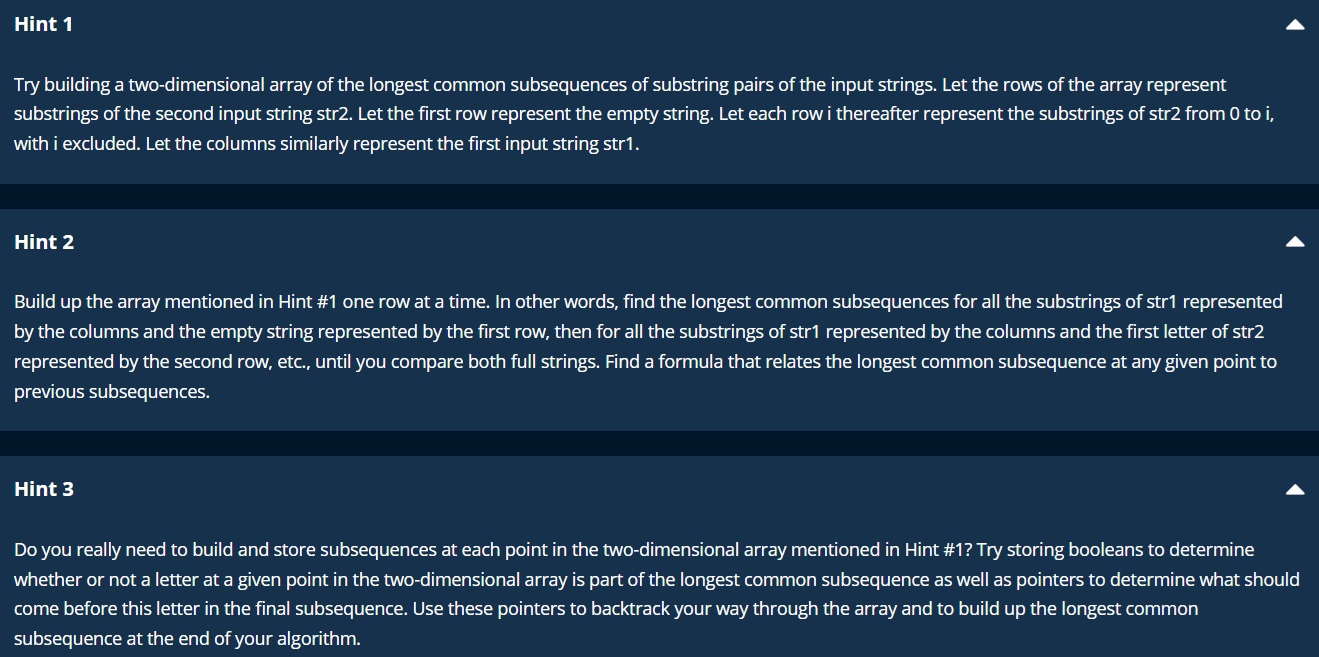 Hint 1
Try building a two-dimensional array of the longest common subsequences of substring pairs of the input strings. Let the rows of the array represent
substrings of the second input string str2. Let the first row represent the empty string. Let each row i thereafter represent the substrings of str2 from 0 to i,
with i excluded. Let the columns similarly represent the first input string str1.
Hint 2
Build up the array mentioned in Hint #1 one row at a time. In other words, find the longest common subsequences for all the substrings of str1 represented
by the columns and the empty string represented by the first row, then for all the substrings of str1 represented by the columns and the first letter of str2
represented by the second row, etc., until you compare both full strings. Find a formula that relates the longest common subsequence at any given point to
previous subsequences.
Hint 3
Do you really need to build and store subsequences at each point in the two-dimensional array mentioned in Hint #1? Try storing booleans to determine
whether or not a letter at a given point in the two-dimensional array is part of the longest common subsequence as well as pointers to determine what should
come before this letter in the final subsequence. Use these pointers to backtrack your way through the array and to build up the longest common
subsequence at the end of your algorithm.